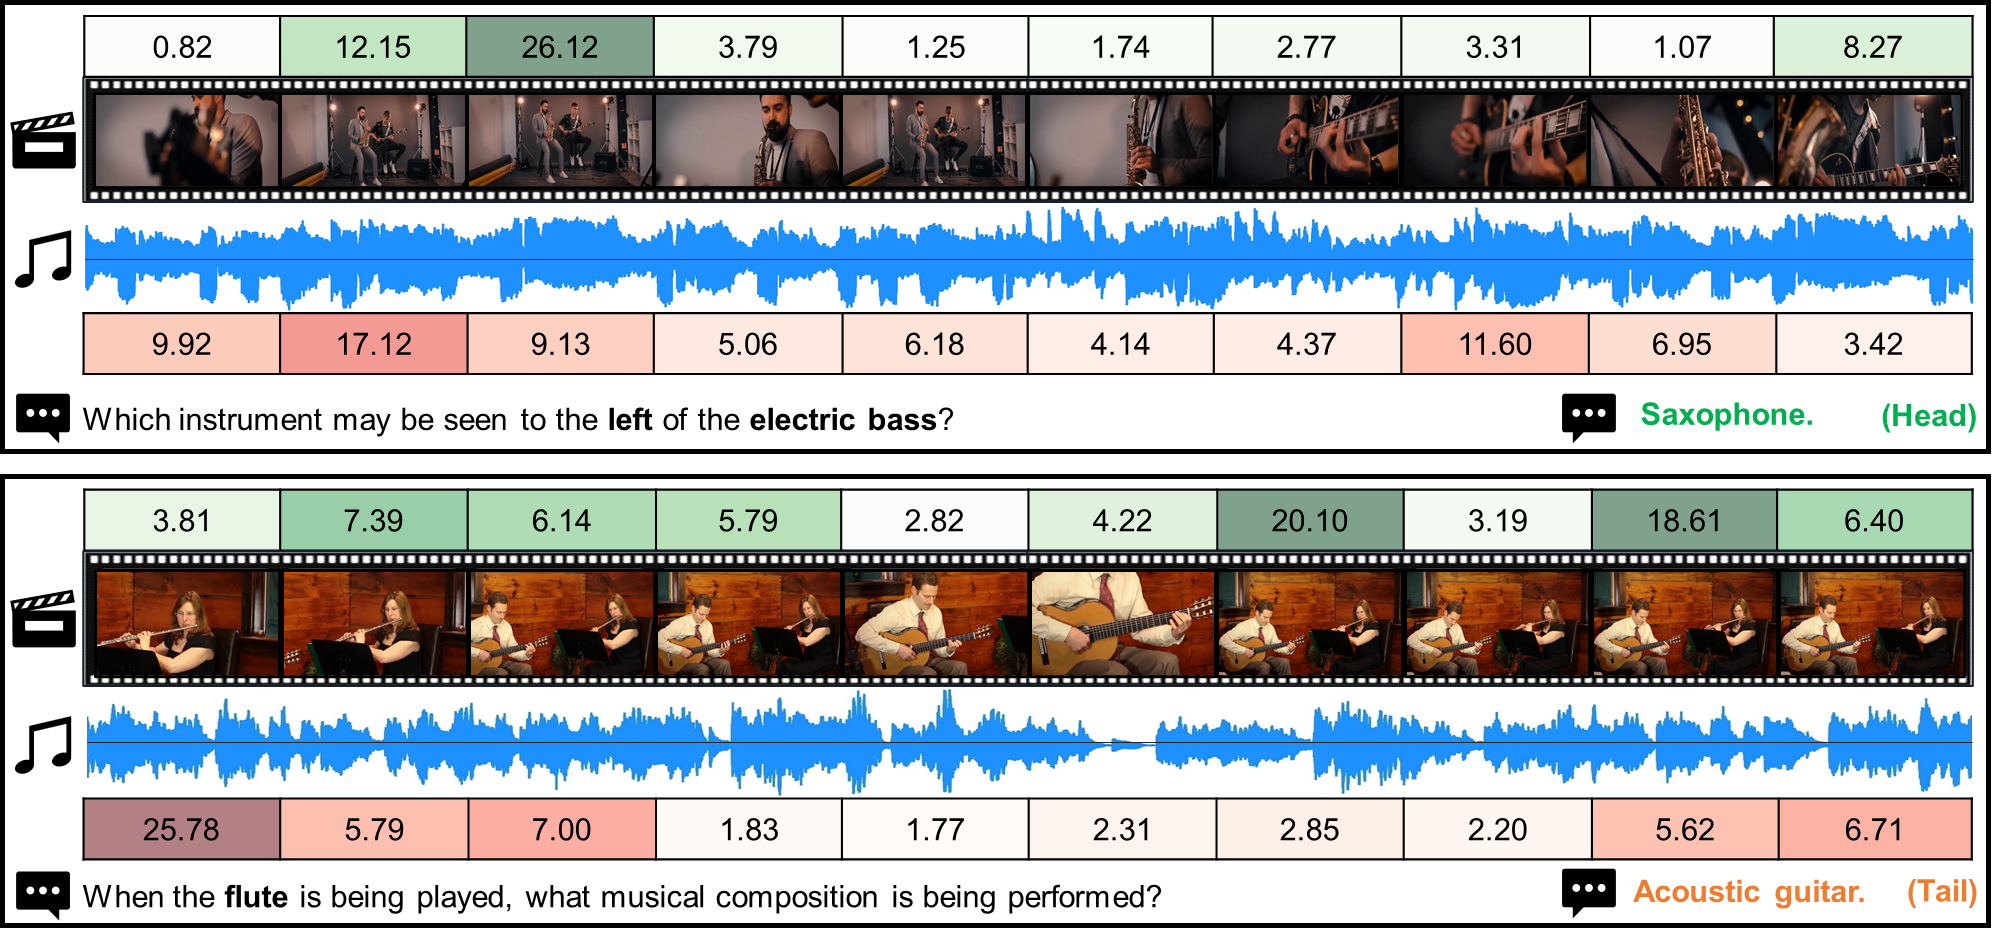 0.82 12.15 26.12 3.79 1.25 1.74 2.77 3.31 1.07 8.27
9.92 17.12 9.13 5.06 6.18 4.14 4.37 11.60 6.95 3.42
Which instrument may be seen to the left of the electric bass? Saxophone. (Head)
3.81 7.39 6.14 5.79 2.82 4.22 20.10 3.19 18.61 6.40
25.78 5.79 7.00 1.83 1.77 2.31 2.85 2.20 5.62 6.71
When the flute is being played, what musical composition is being performed? Acoustic guitar. (Tail)